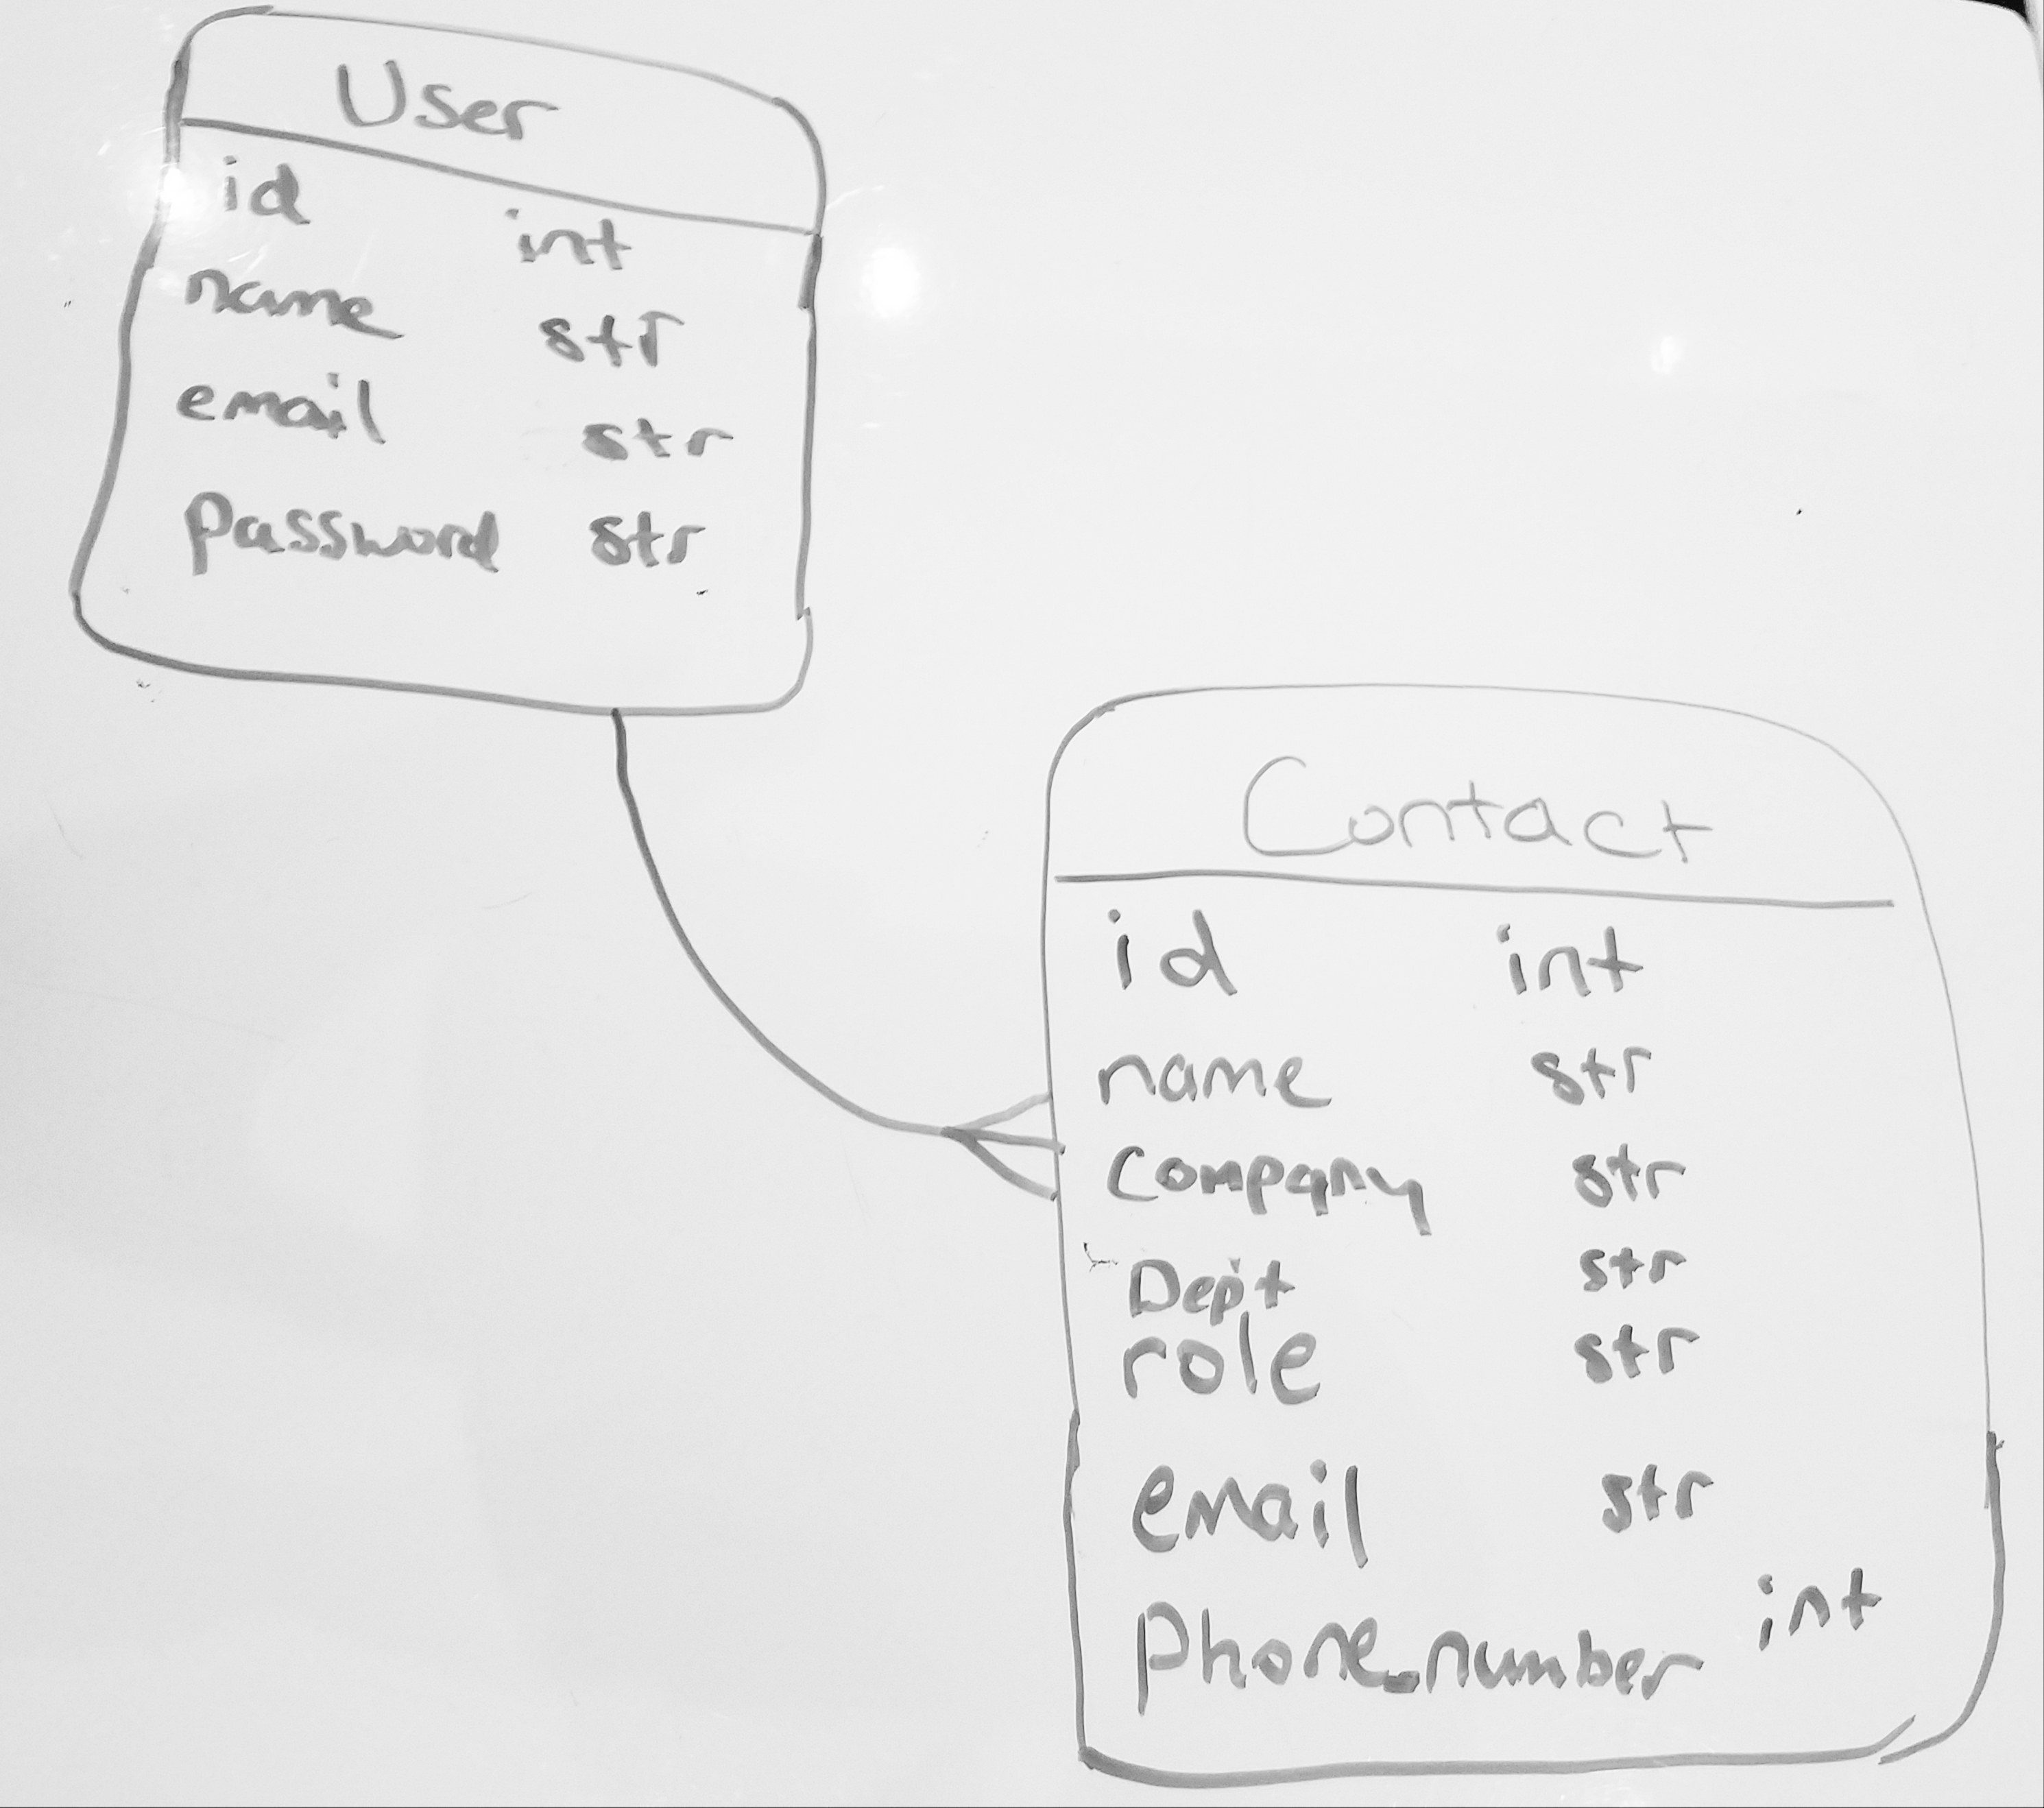 User
id int
name str
email str
password str
Contact
id int
name str
Company str
Dept str
role str
email str
phone_number int